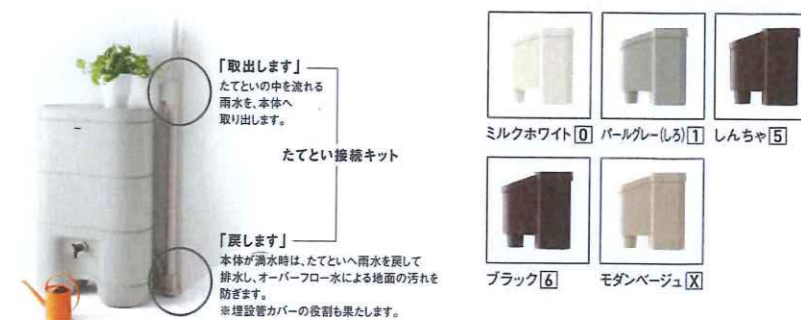 「取出します」
たてといの中を流れる
雨水を、本体へ
取り出します。
たてとい接続キット
「戻します」
本体が満水時は、たてといへ雨水を戻して
排水し、オーバーフロー水による地面の汚れを
防ぎます。
※埋設管カバーの役割も果たします。
ミルクホワイト 0 パールグレー(しろ) 1 しんちゃ 5
ブラック 6 モダンベージュ X